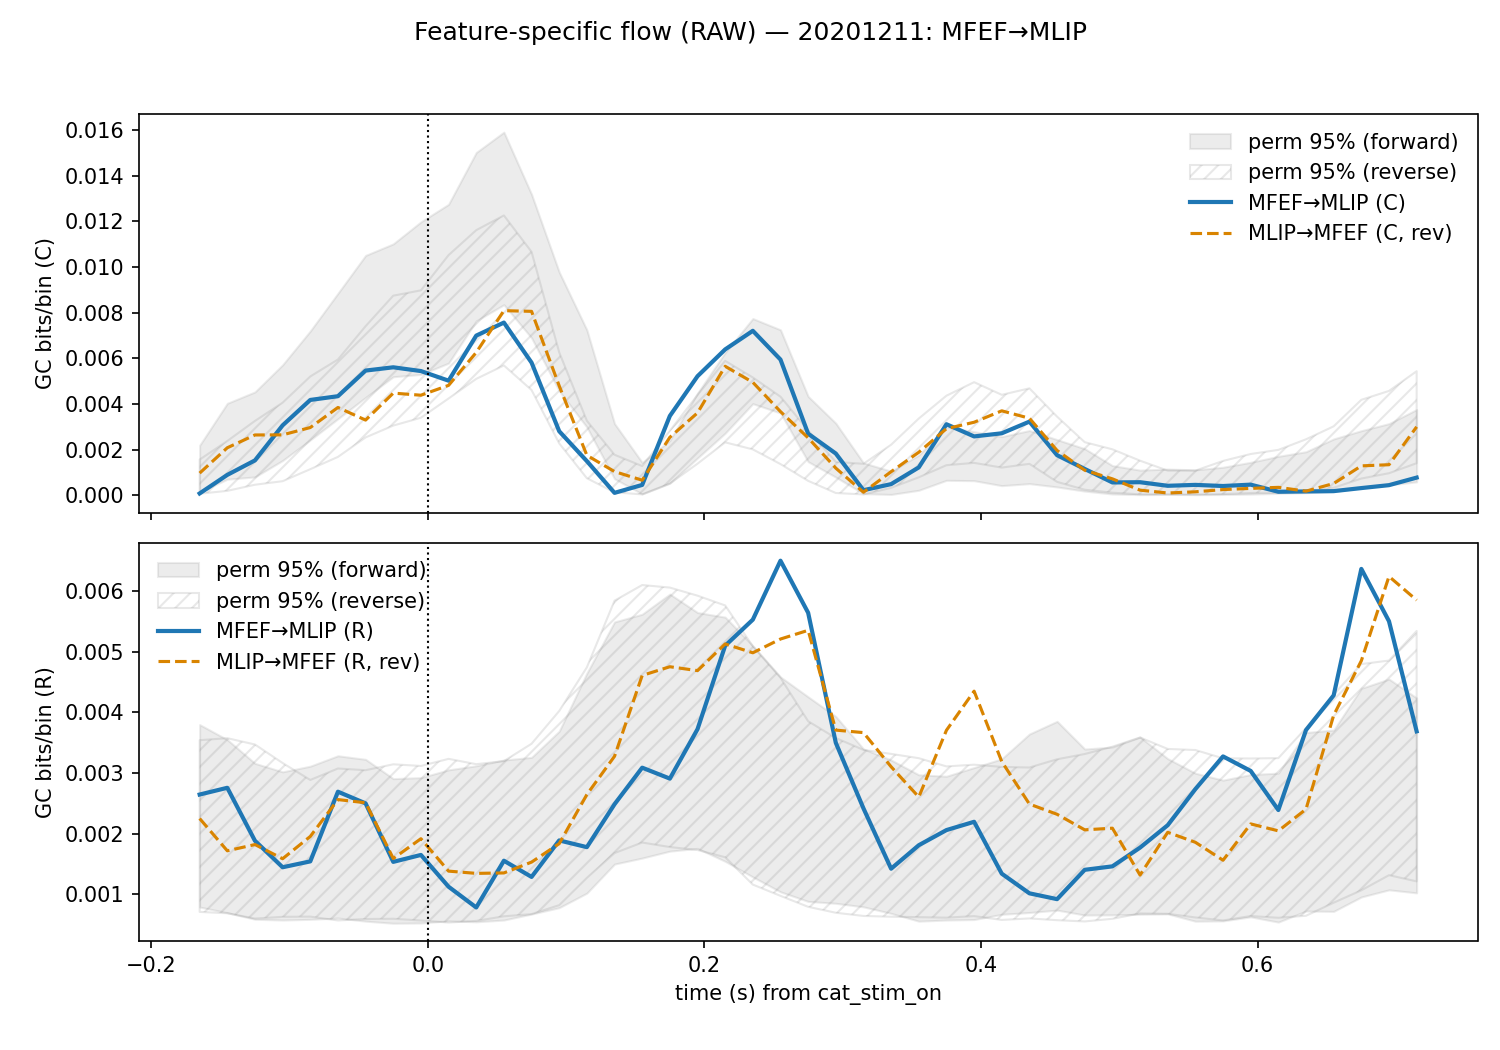 Feature-specific flow (RAW) — 20201211: MFEF→MLIP
GC bits/bin (C)
0.016
0.014
0.012
0.010
0.008
0.006
0.004
0.002
0.000
perm 95% (forward)
perm 95% (reverse)
MFEF→MLIP (C)
MLIP→MFEF (C, rev)
GC bits/bin (R)
0.006
0.005
0.004
0.003
0.002
0.001
perm 95% (forward)
perm 95% (reverse)
MFEF→MLIP (R)
MLIP→MFEF (R, rev)
−0.2 0.0 0.2 0.4 0.6
time (s) from cat_stim_on